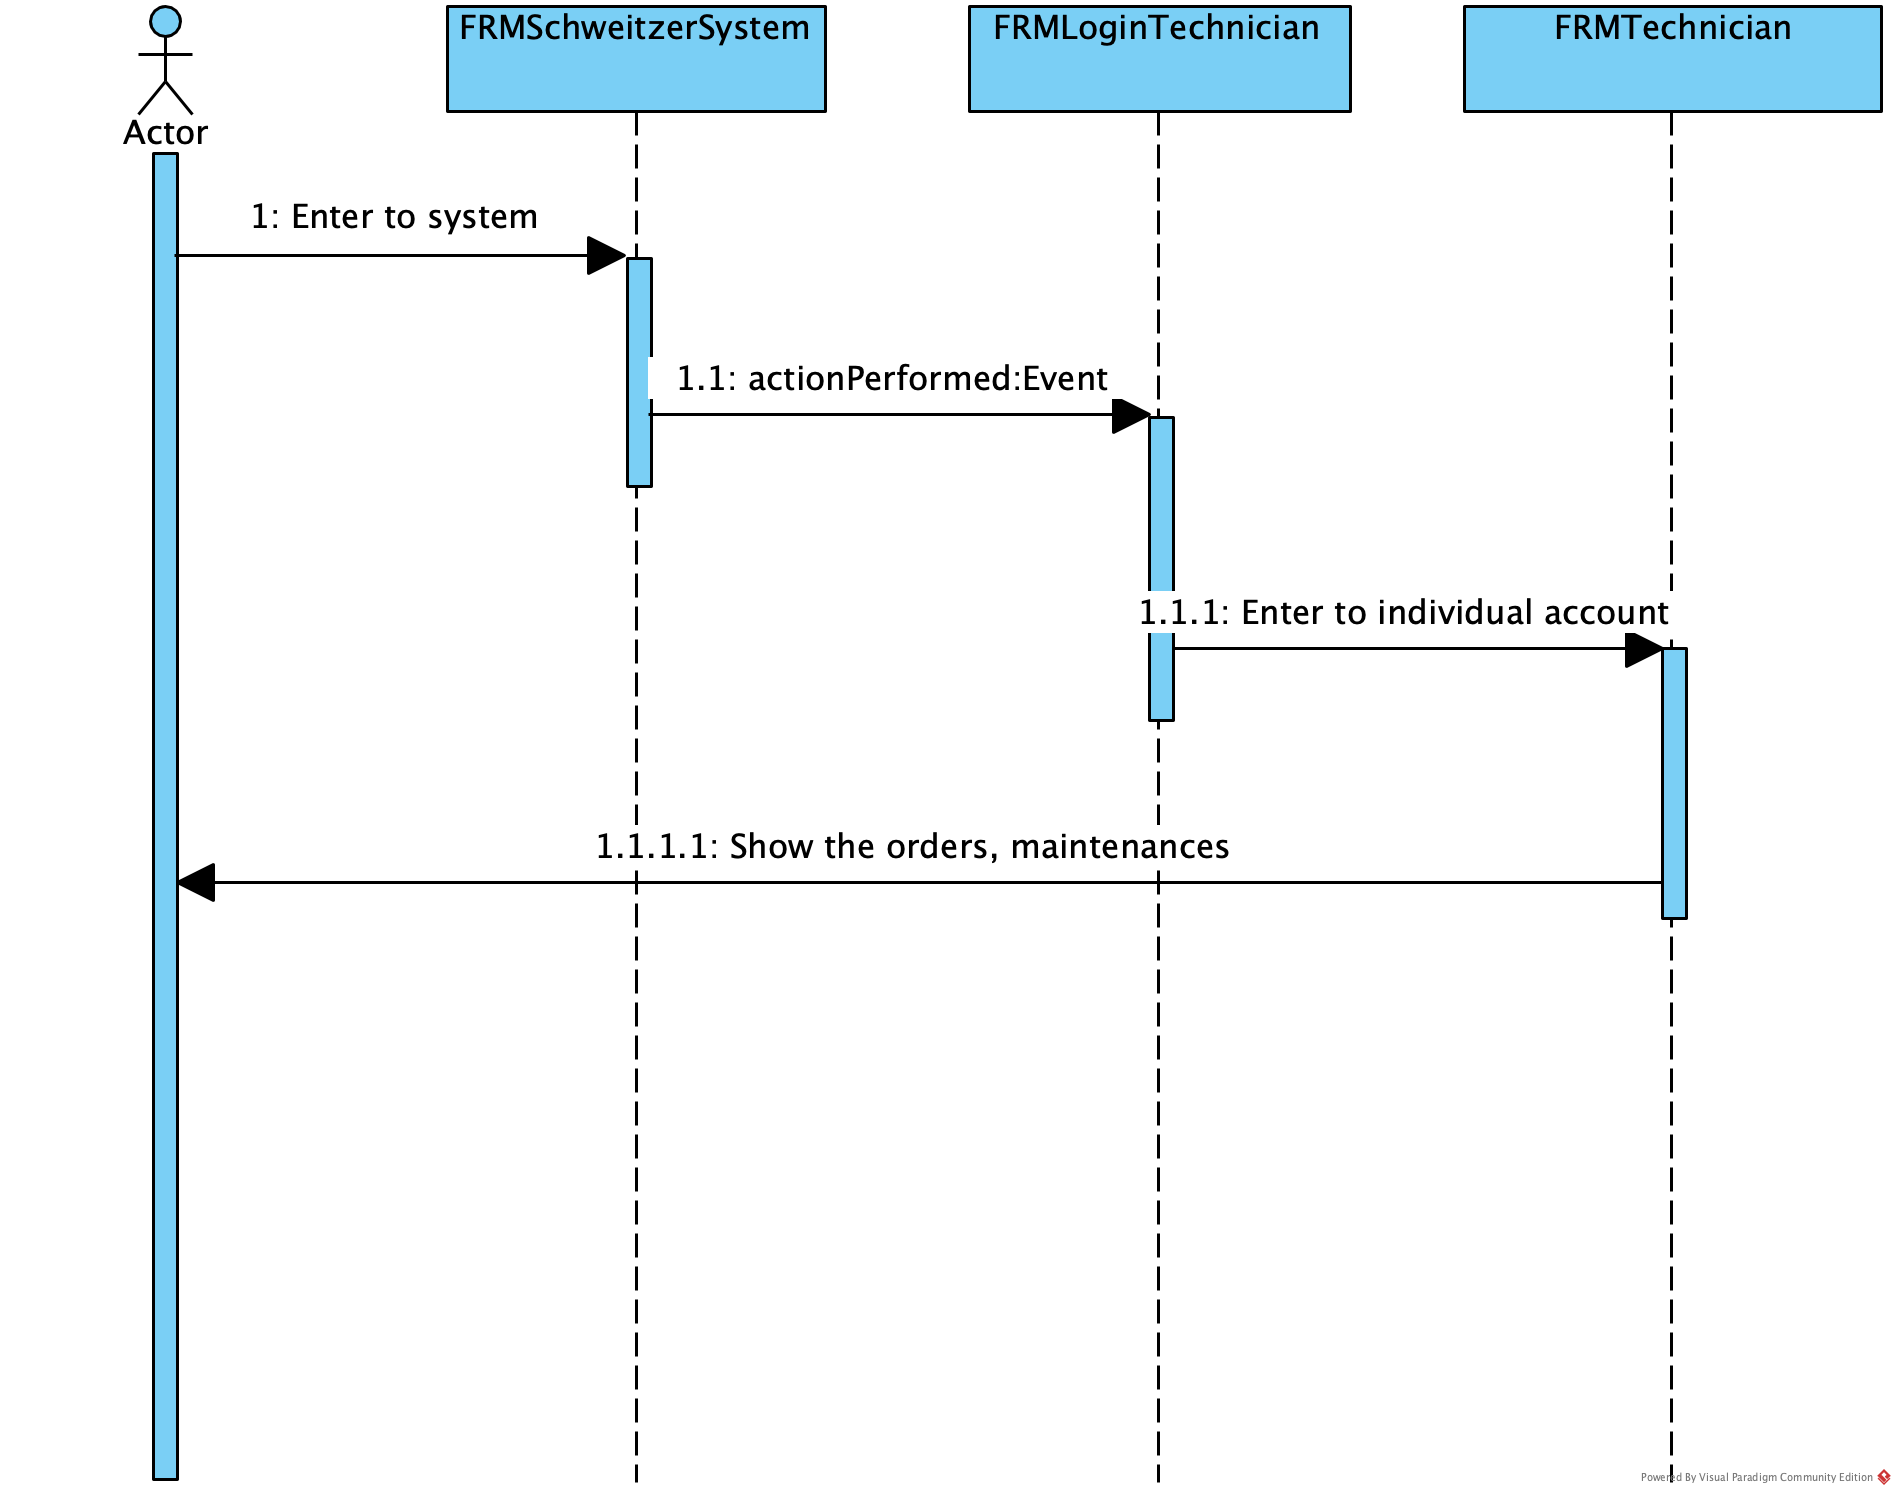 FRMSchweitzerSystem
FRMLoginTechnician
FRMTechnician
Actor
1: Enter to system
1.1: actionPerformed:Event
1.1.1: Enter to individual account
1.1.1.1: Show the orders, maintenances
Powered By Visual Paradigm Community Edition